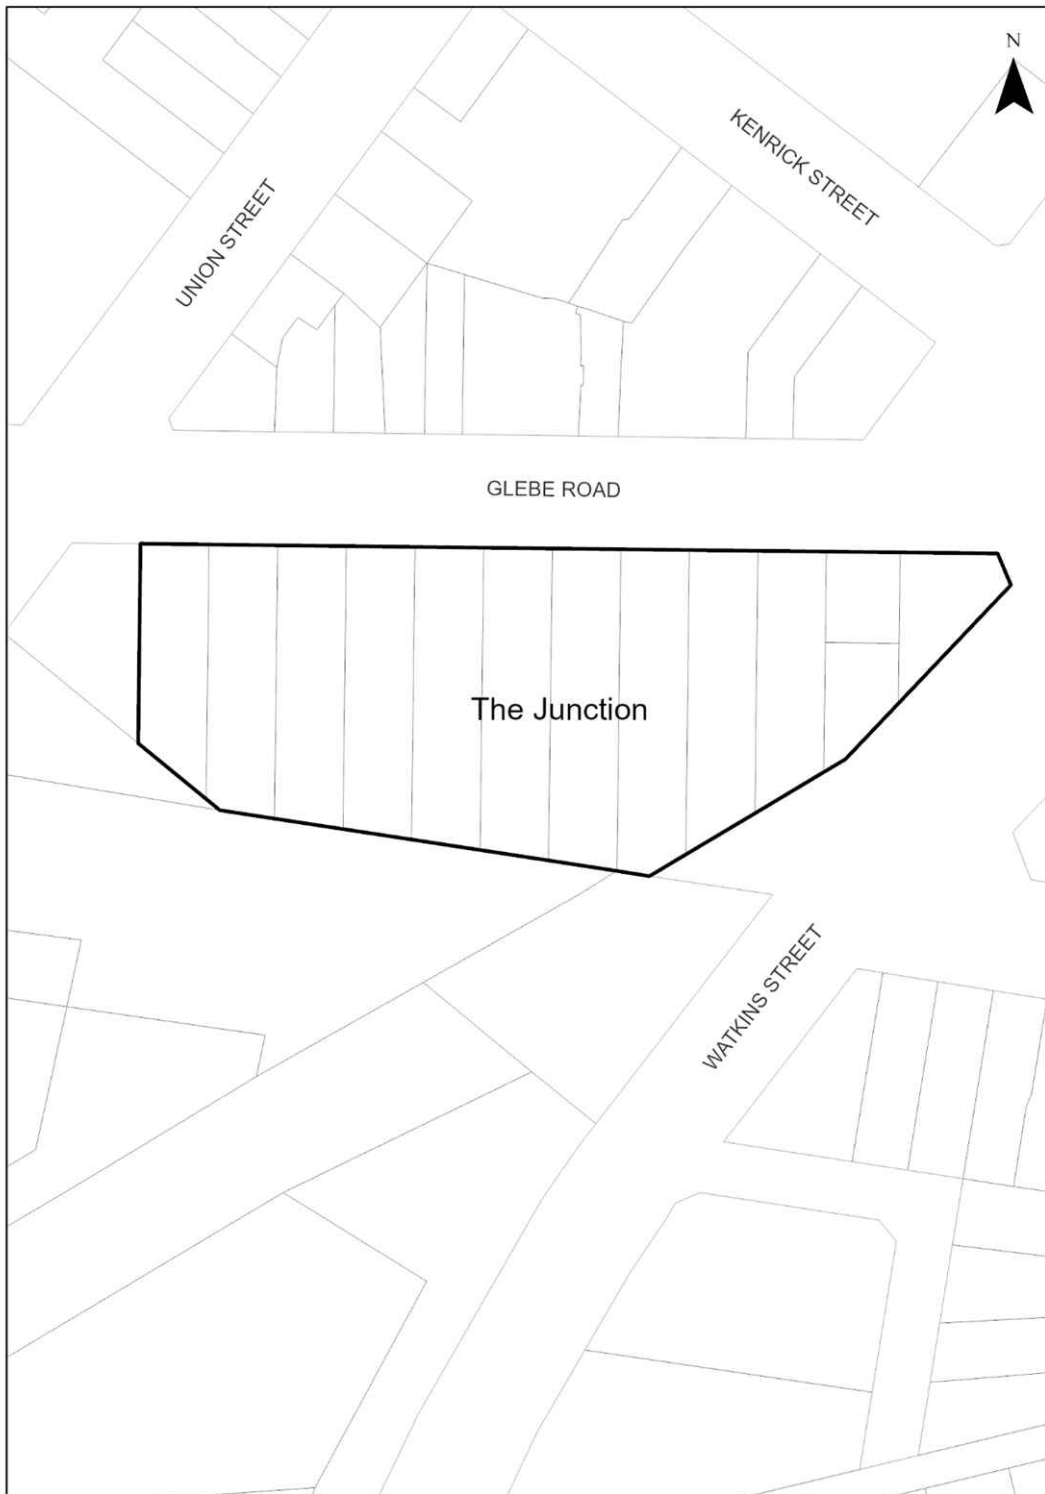 N
KENRICK STREET
UNION STREET
GLEBE ROAD
The Junction
WATKINS STREET